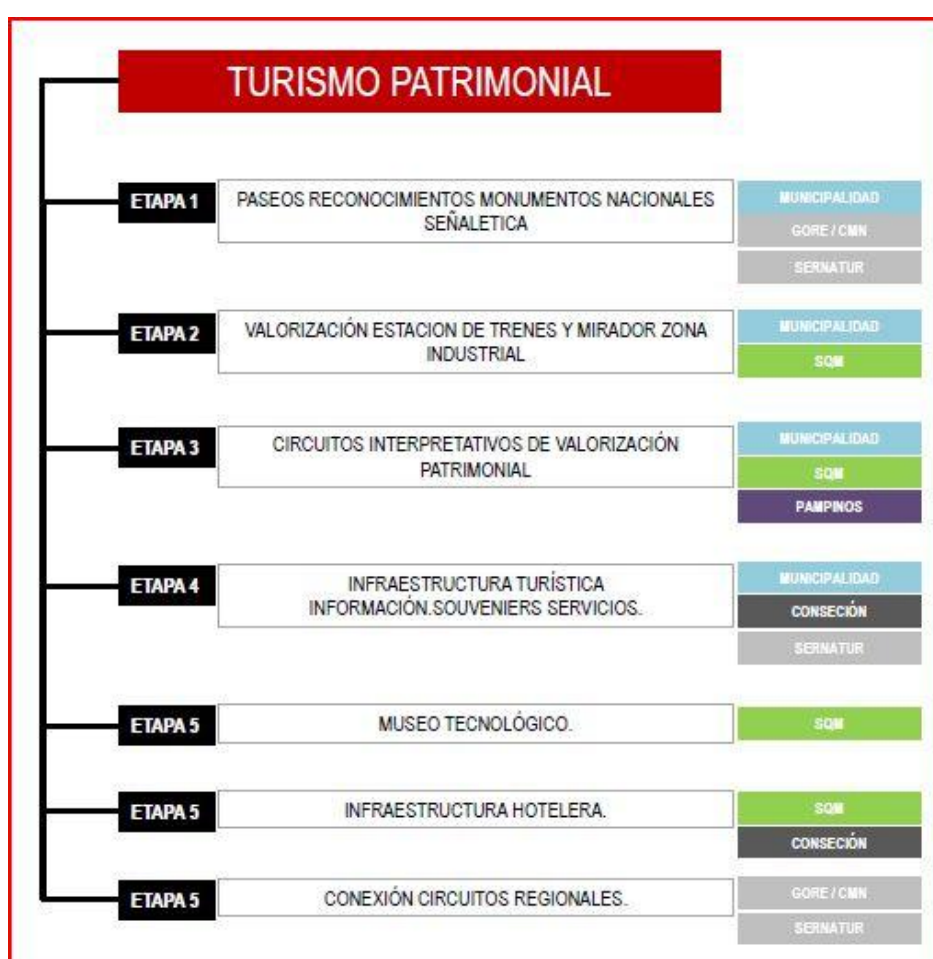 TURISMO PATRIMONIAL
ETAPA 1
PASEOS RECONOCIMIENTOS MONUMENTOS NACIONALES
SEÑALETICA
MUNICIPALIDAD
GORE / CMN
SERNATUR
ETAPA 2
VALORIZACIÓN ESTACION DE TRENES Y MIRADOR ZONA
INDUSTRIAL
MUNICIPALIDAD
SQM
ETAPA 3
CIRCUITOS INTERPRETATIVOS DE VALORIZACIÓN
PATRIMONIAL
MUNICIPALIDAD
SQM
PAMPINOS
ETAPA 4
INFRAESTRUCTURA TURÍSTICA
INFORMACIÓN.SOUVENIERS SERVICIOS.
MUNICIPALIDAD
CONSECIÓN
SERNATUR
ETAPA 5
MUSEO TECNOLÓGICO.
SQM
ETAPA 5
INFRAESTRUCTURA HOTELERA.
SQM
CONSECIÓN
ETAPA 5
CONEXIÓN CIRCUITOS REGIONALES.
GORE / CMN
SERNATUR